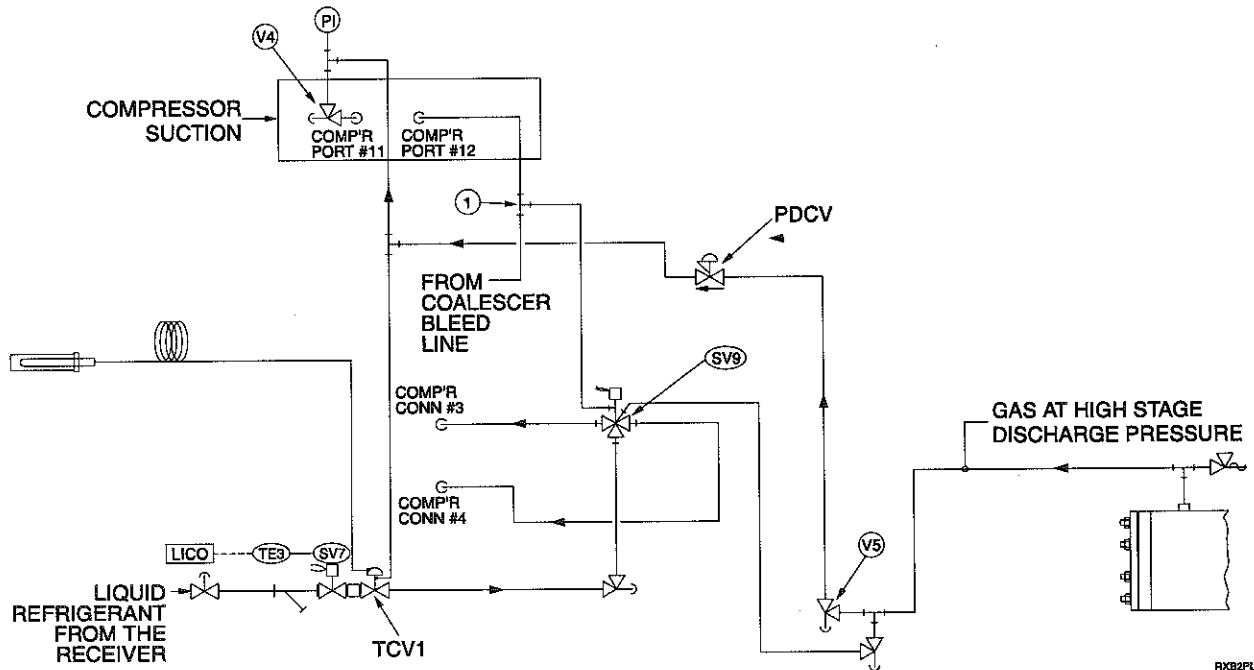 PI
V4
COMPRESSOR
SUCTION
COMP'R
PORT #11
COMP'R
PORT #12
1
PDCV
FROM
COALESCER
BLEED
LINE
SV9
COMP'R
CONN #3
GAS AT HIGH STAGE
DISCHARGE PRESSURE
COMP'R
CONN #4
V5
LICO
TE3
SV7
LIQUID
REFRIGERANT
FROM THE
RECEIVER
TCV1